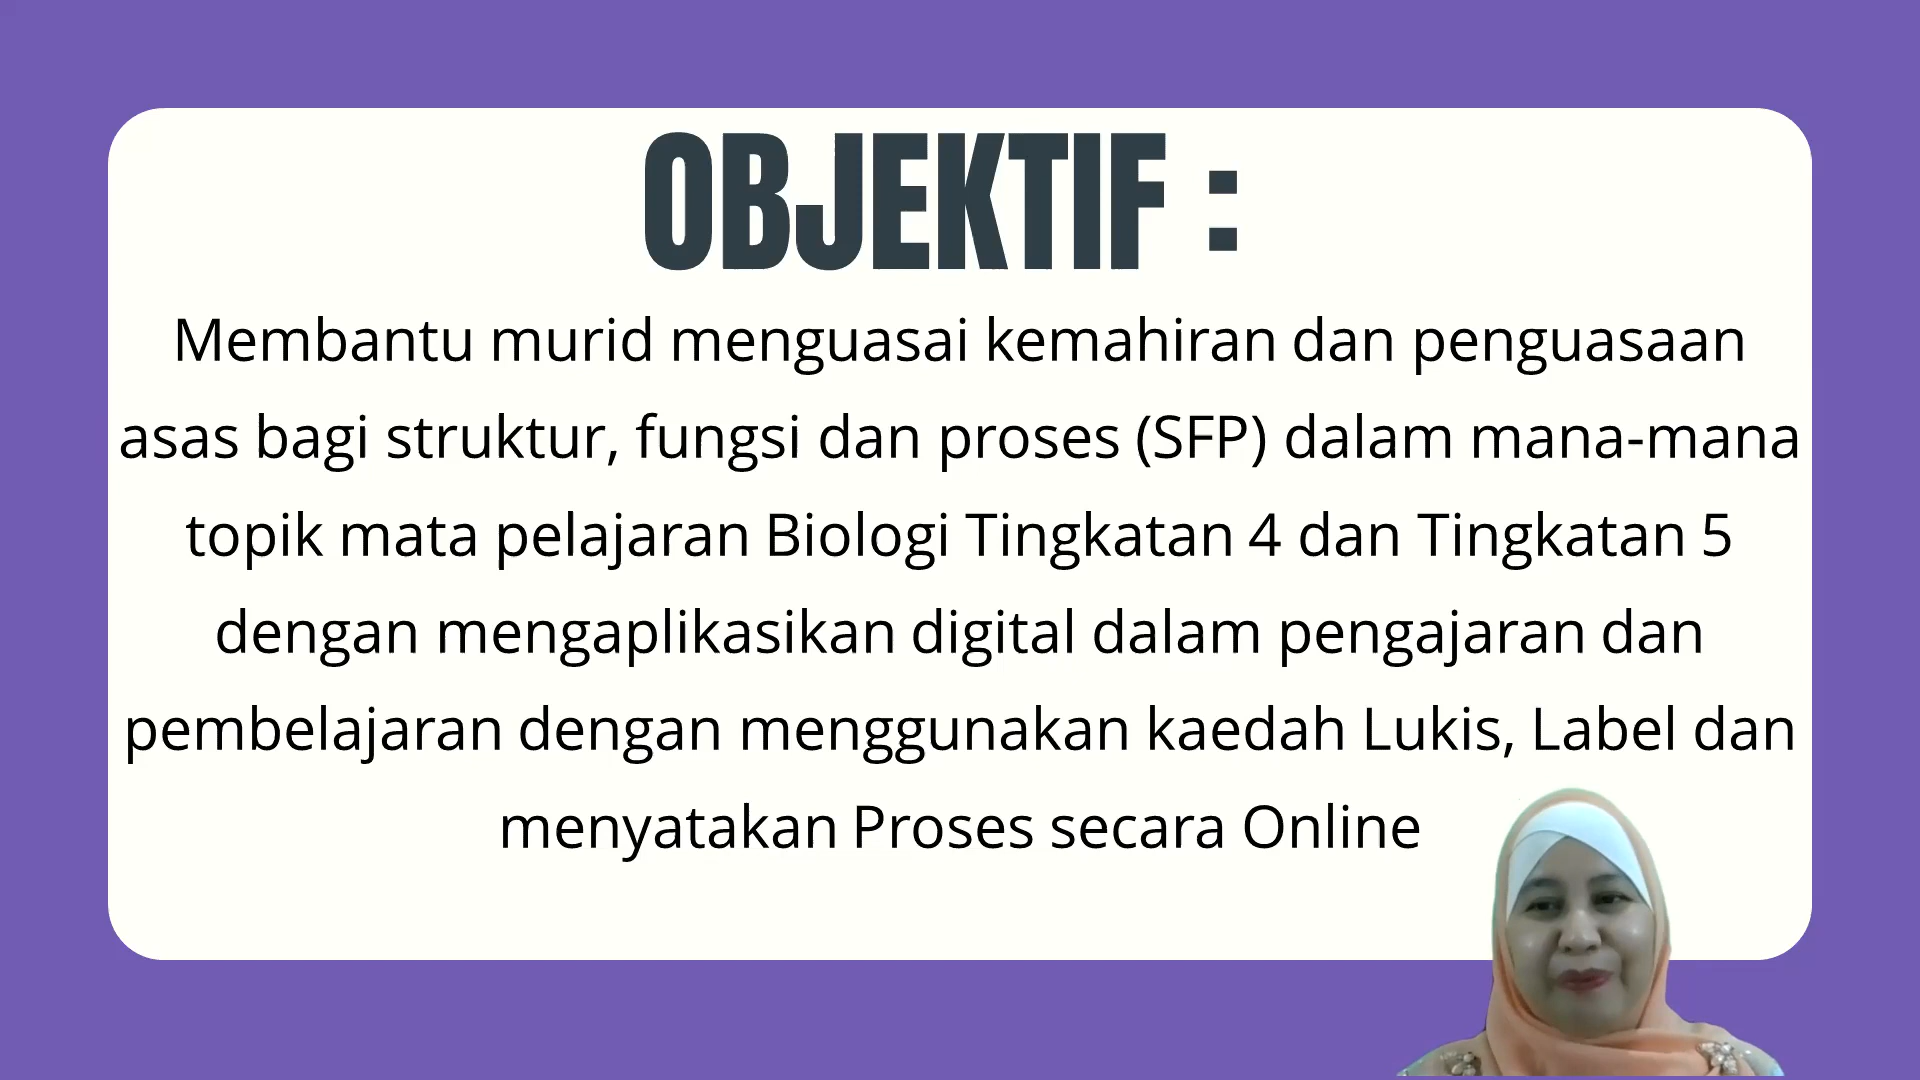 OBJEKTIF :
Membantu murid menguasai kemahiran dan penguasaan
asas bagi struktur, fungsi dan proses (SFP) dalam mana-mana
topik mata pelajaran Biologi Tingkatan 4 dan Tingkatan 5
dengan mengaplikasikan digital dalam pengajaran dan
pembelajaran dengan menggunakan kaedah Lukis, Label dan
menyatakan Proses secara Online